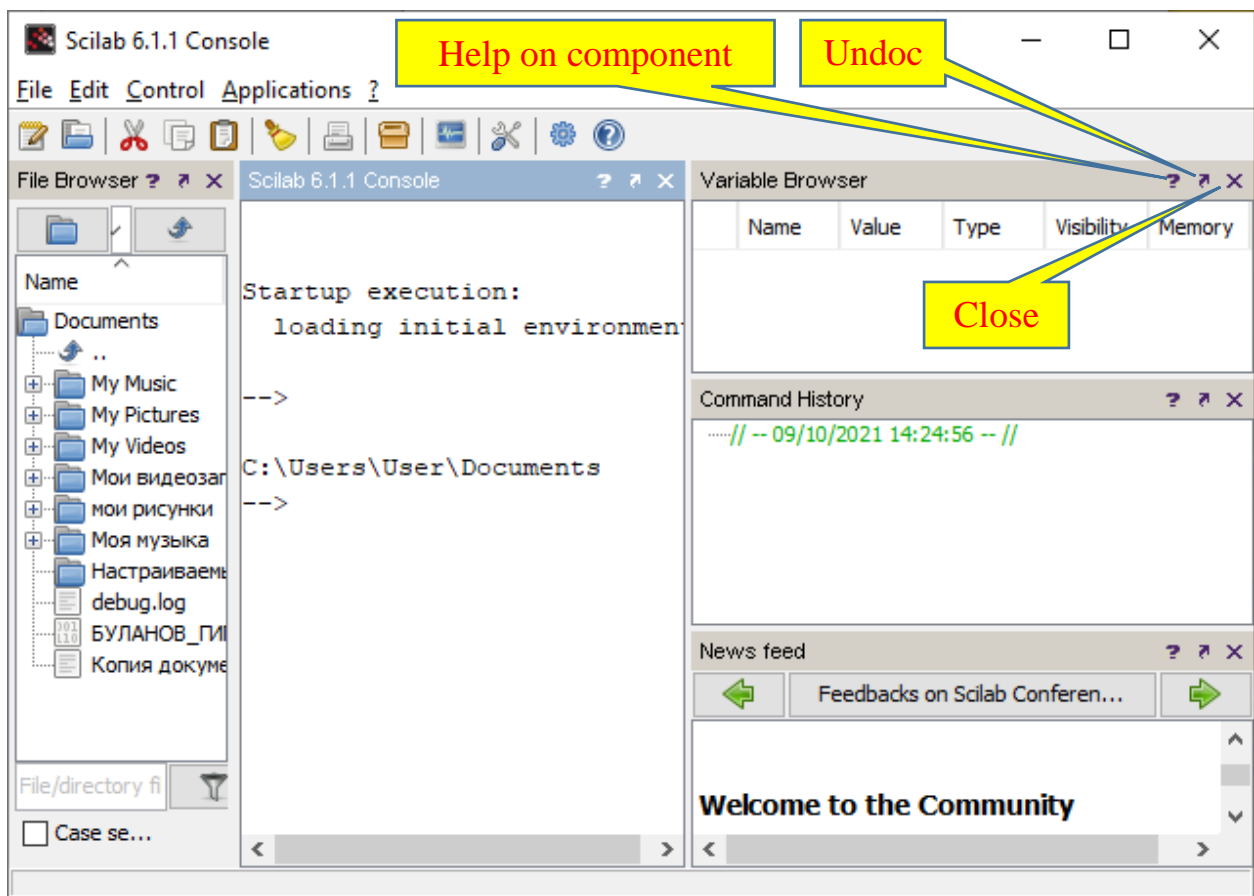 Scilab 6.1.1 Console
Help on component
Undoc
File Edit Control Applications ?
File Browser
Scilab 6.1.1 Console
Variable Browser
Name Value Type Visibility Memory
Name
Documents
..
My Music
My Pictures
My Videos
Мои видеозап
мои рисунки
Моя музыка
Настраиваемы
debug.log
БУЛАНОВ_ГИП
Копия докуме
File/directory fi
Case se...
Startup execution:
loading initial environment
-->
C:\Users\User\Documents
-->
Close
Command History
// -- 09/10/2021 14:24:56 -- //
News feed
Feedbacks on Scilab Conferen...
Welcome to the Community